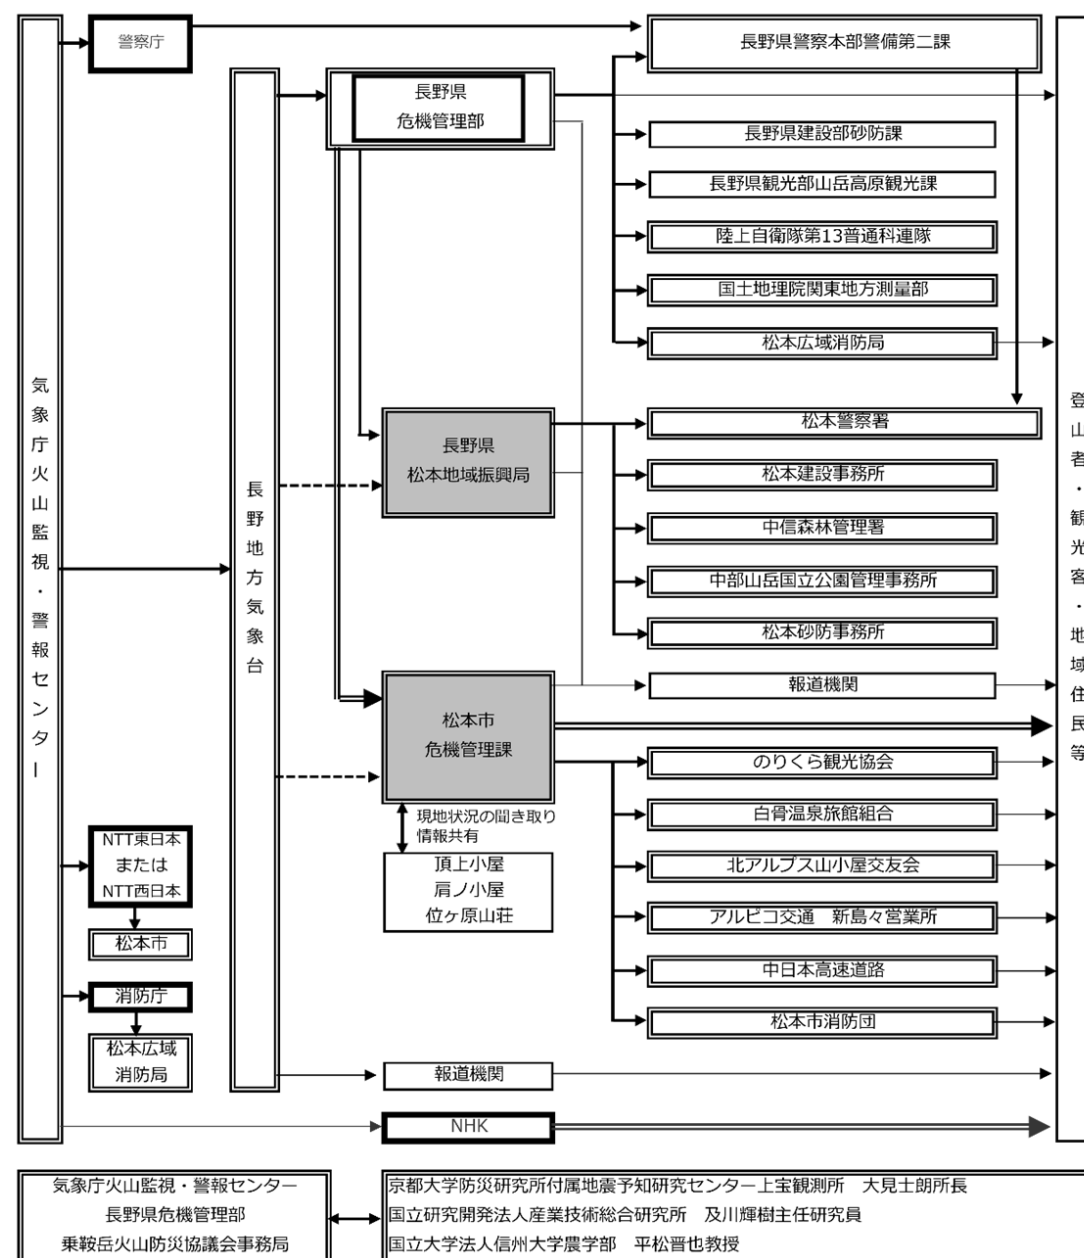 気象庁火山監視・警報センター
警察庁
長野県警察本部警備第二課
長野県
危機管理部
長野県建設部砂防課
長野県観光部山岳高原観光課
陸上自衛隊第13普通科連隊
国土地理院関東地方測量部
松本広域消防局
長野地方気象台
長野県
松本地域振興局
松本警察署
松本建設事務所
中信森林管理署
中部山岳国立公園管理事務所
松本砂防事務所
報道機関
松本市
危機管理課
のりくら観光協会
白骨温泉旅館組合
北アルプス山小屋交友会
アルピコ交通　新島々営業所
中日本高速道路
松本市消防団
現地状況の聞き取り
情報共有
頂上小屋
肩ノ小屋
位ヶ原山荘
NTT東日本
または
NTT西日本
松本市
消防庁
松本広域
消防局
報道機関
NHK
登山者・観光客・地域住民等
気象庁火山監視・警報センター
長野県危機管理部
乗鞍岳火山防災協議会事務局
京都大学防災研究所付属地震予知研究センター上宝観測所　大見士朗所長
国立研究開発法人産業技術総合研究所　及川輝樹主任研究員
国立大学法人信州大学農学部　平松晋也教授